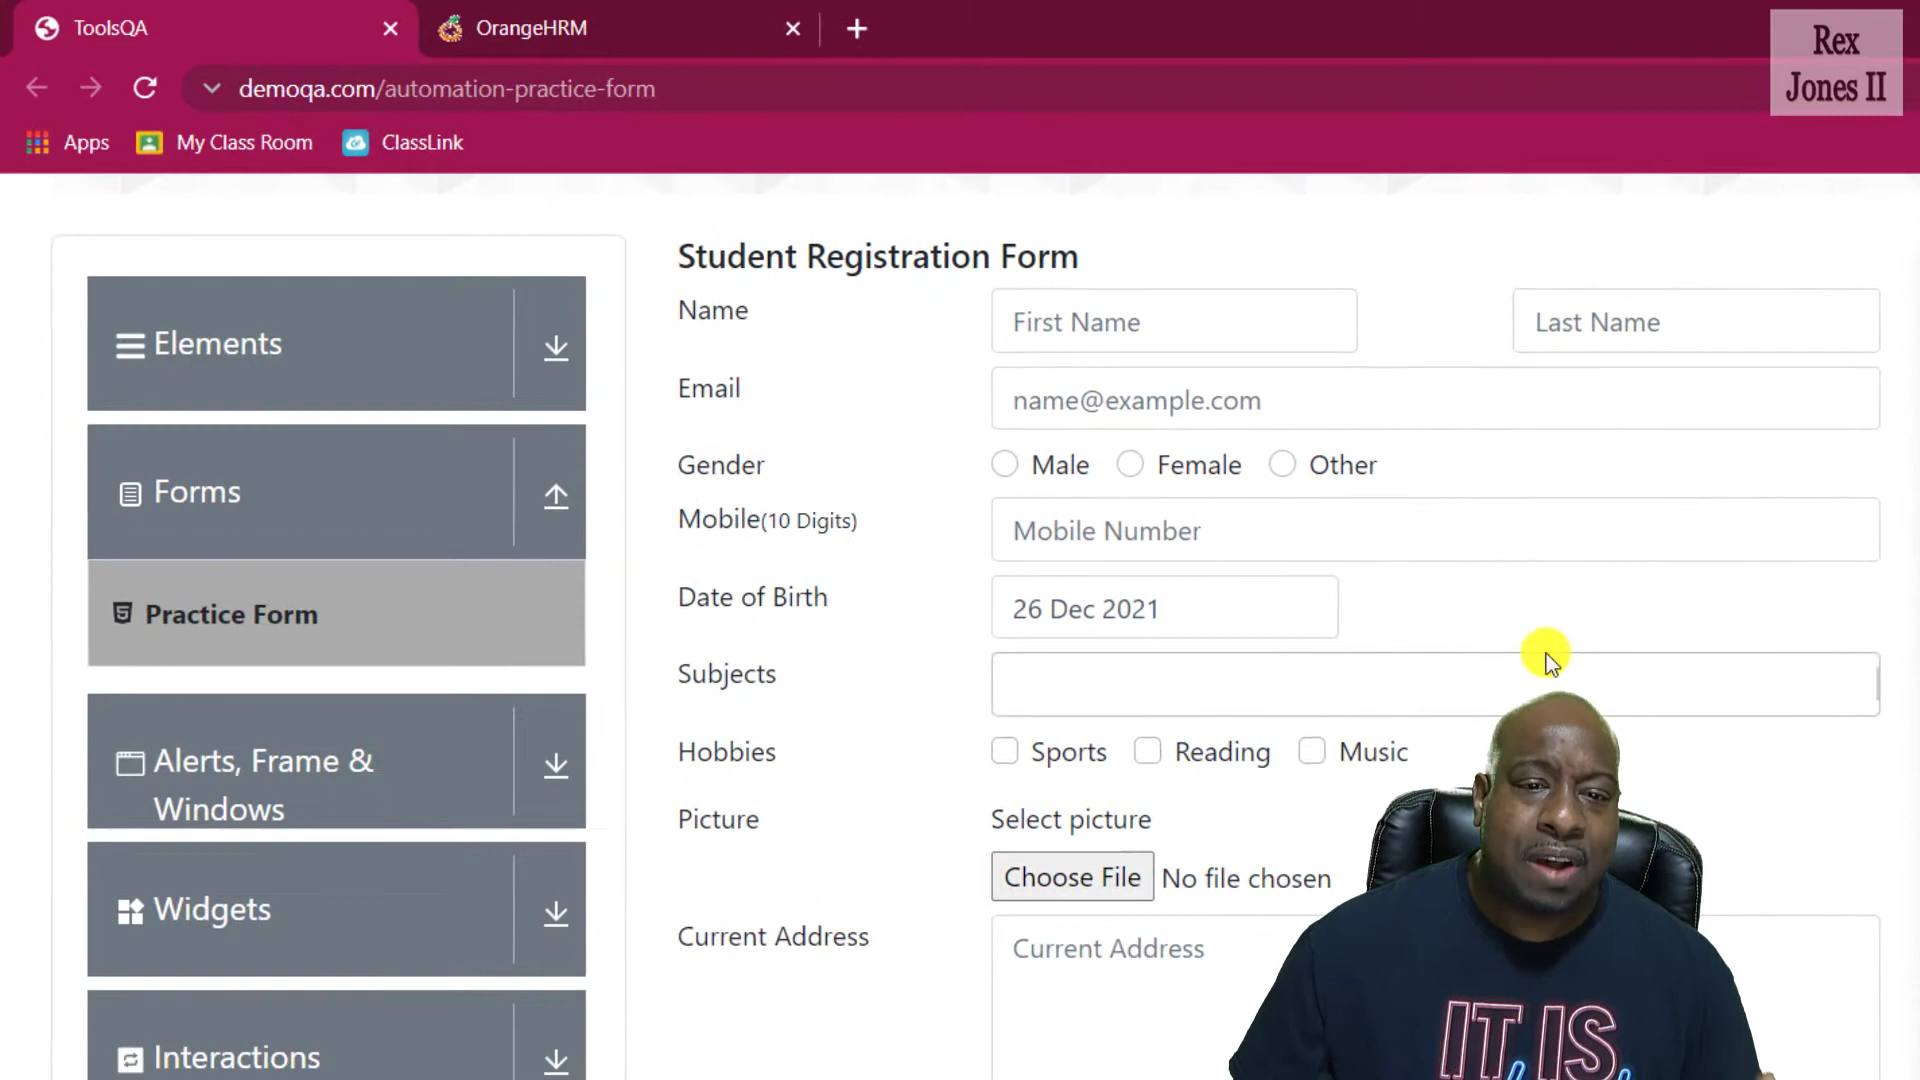 ToolsQA
OrangeHRM
Rex
Jones II
demoqa.com/automation-practice-form
Apps
My Class Room
ClassLink
Student Registration Form
Elements
Name
First Name
Last Name
Email
name@example.com
Forms
Gender
Male
Female
Other
Mobile(10 Digits)
Mobile Number
Practice Form
Date of Birth
26 Dec 2021
Subjects
Alerts, Frame &
Windows
Hobbies
Sports
Reading
Music
Picture
Select picture
Choose File
No file chosen
Widgets
Current Address
Current Address
Interactions
IT IS